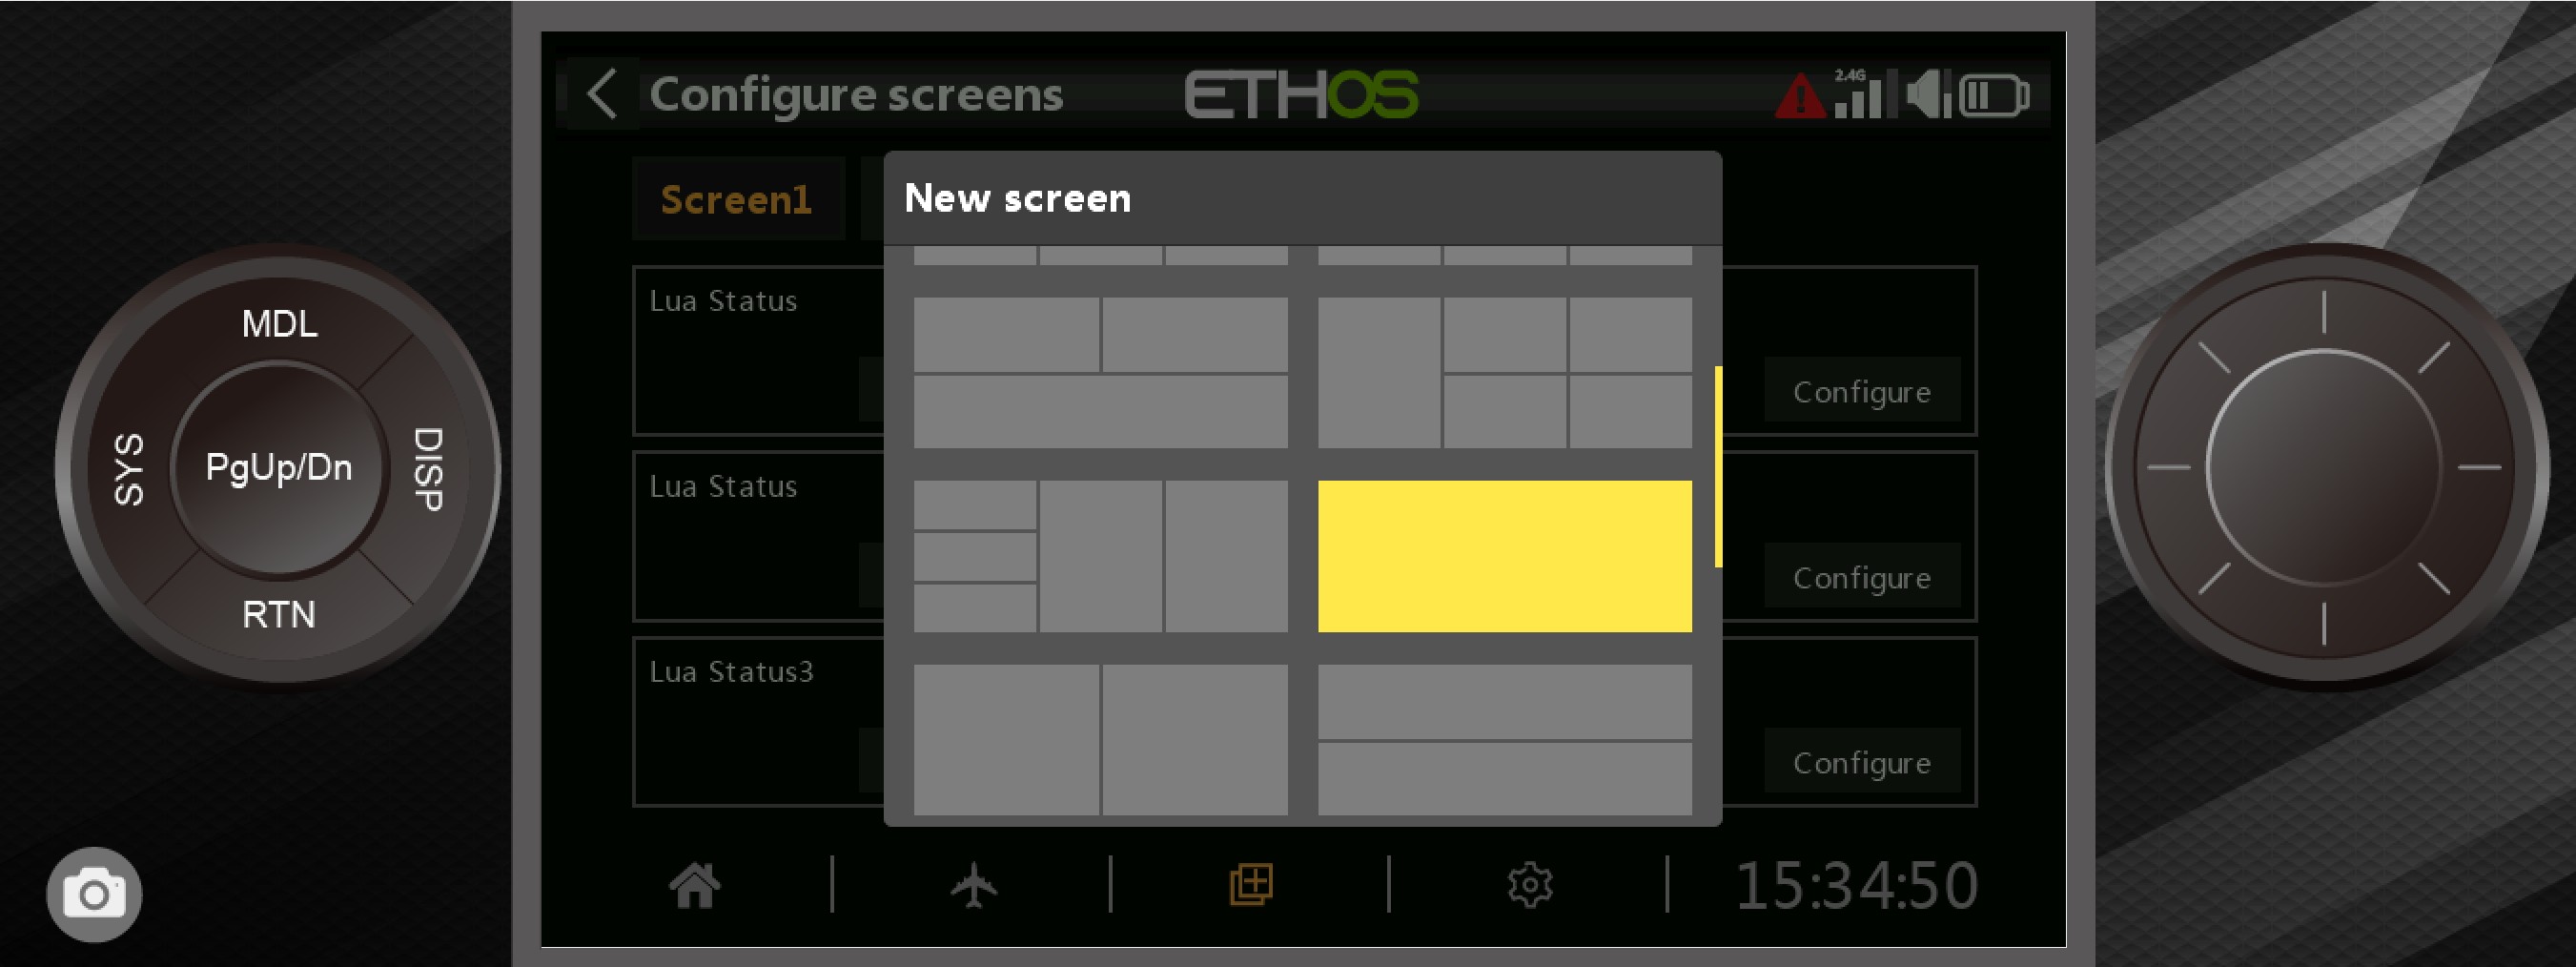 Configure screens
ETHOS
2.4G
Screen1
New screen
Lua Status
Configure
Lua Status
Configure
Lua Status3
Configure
15:34:50
MDL
SYS
PgUp/Dn
DISP
RTN